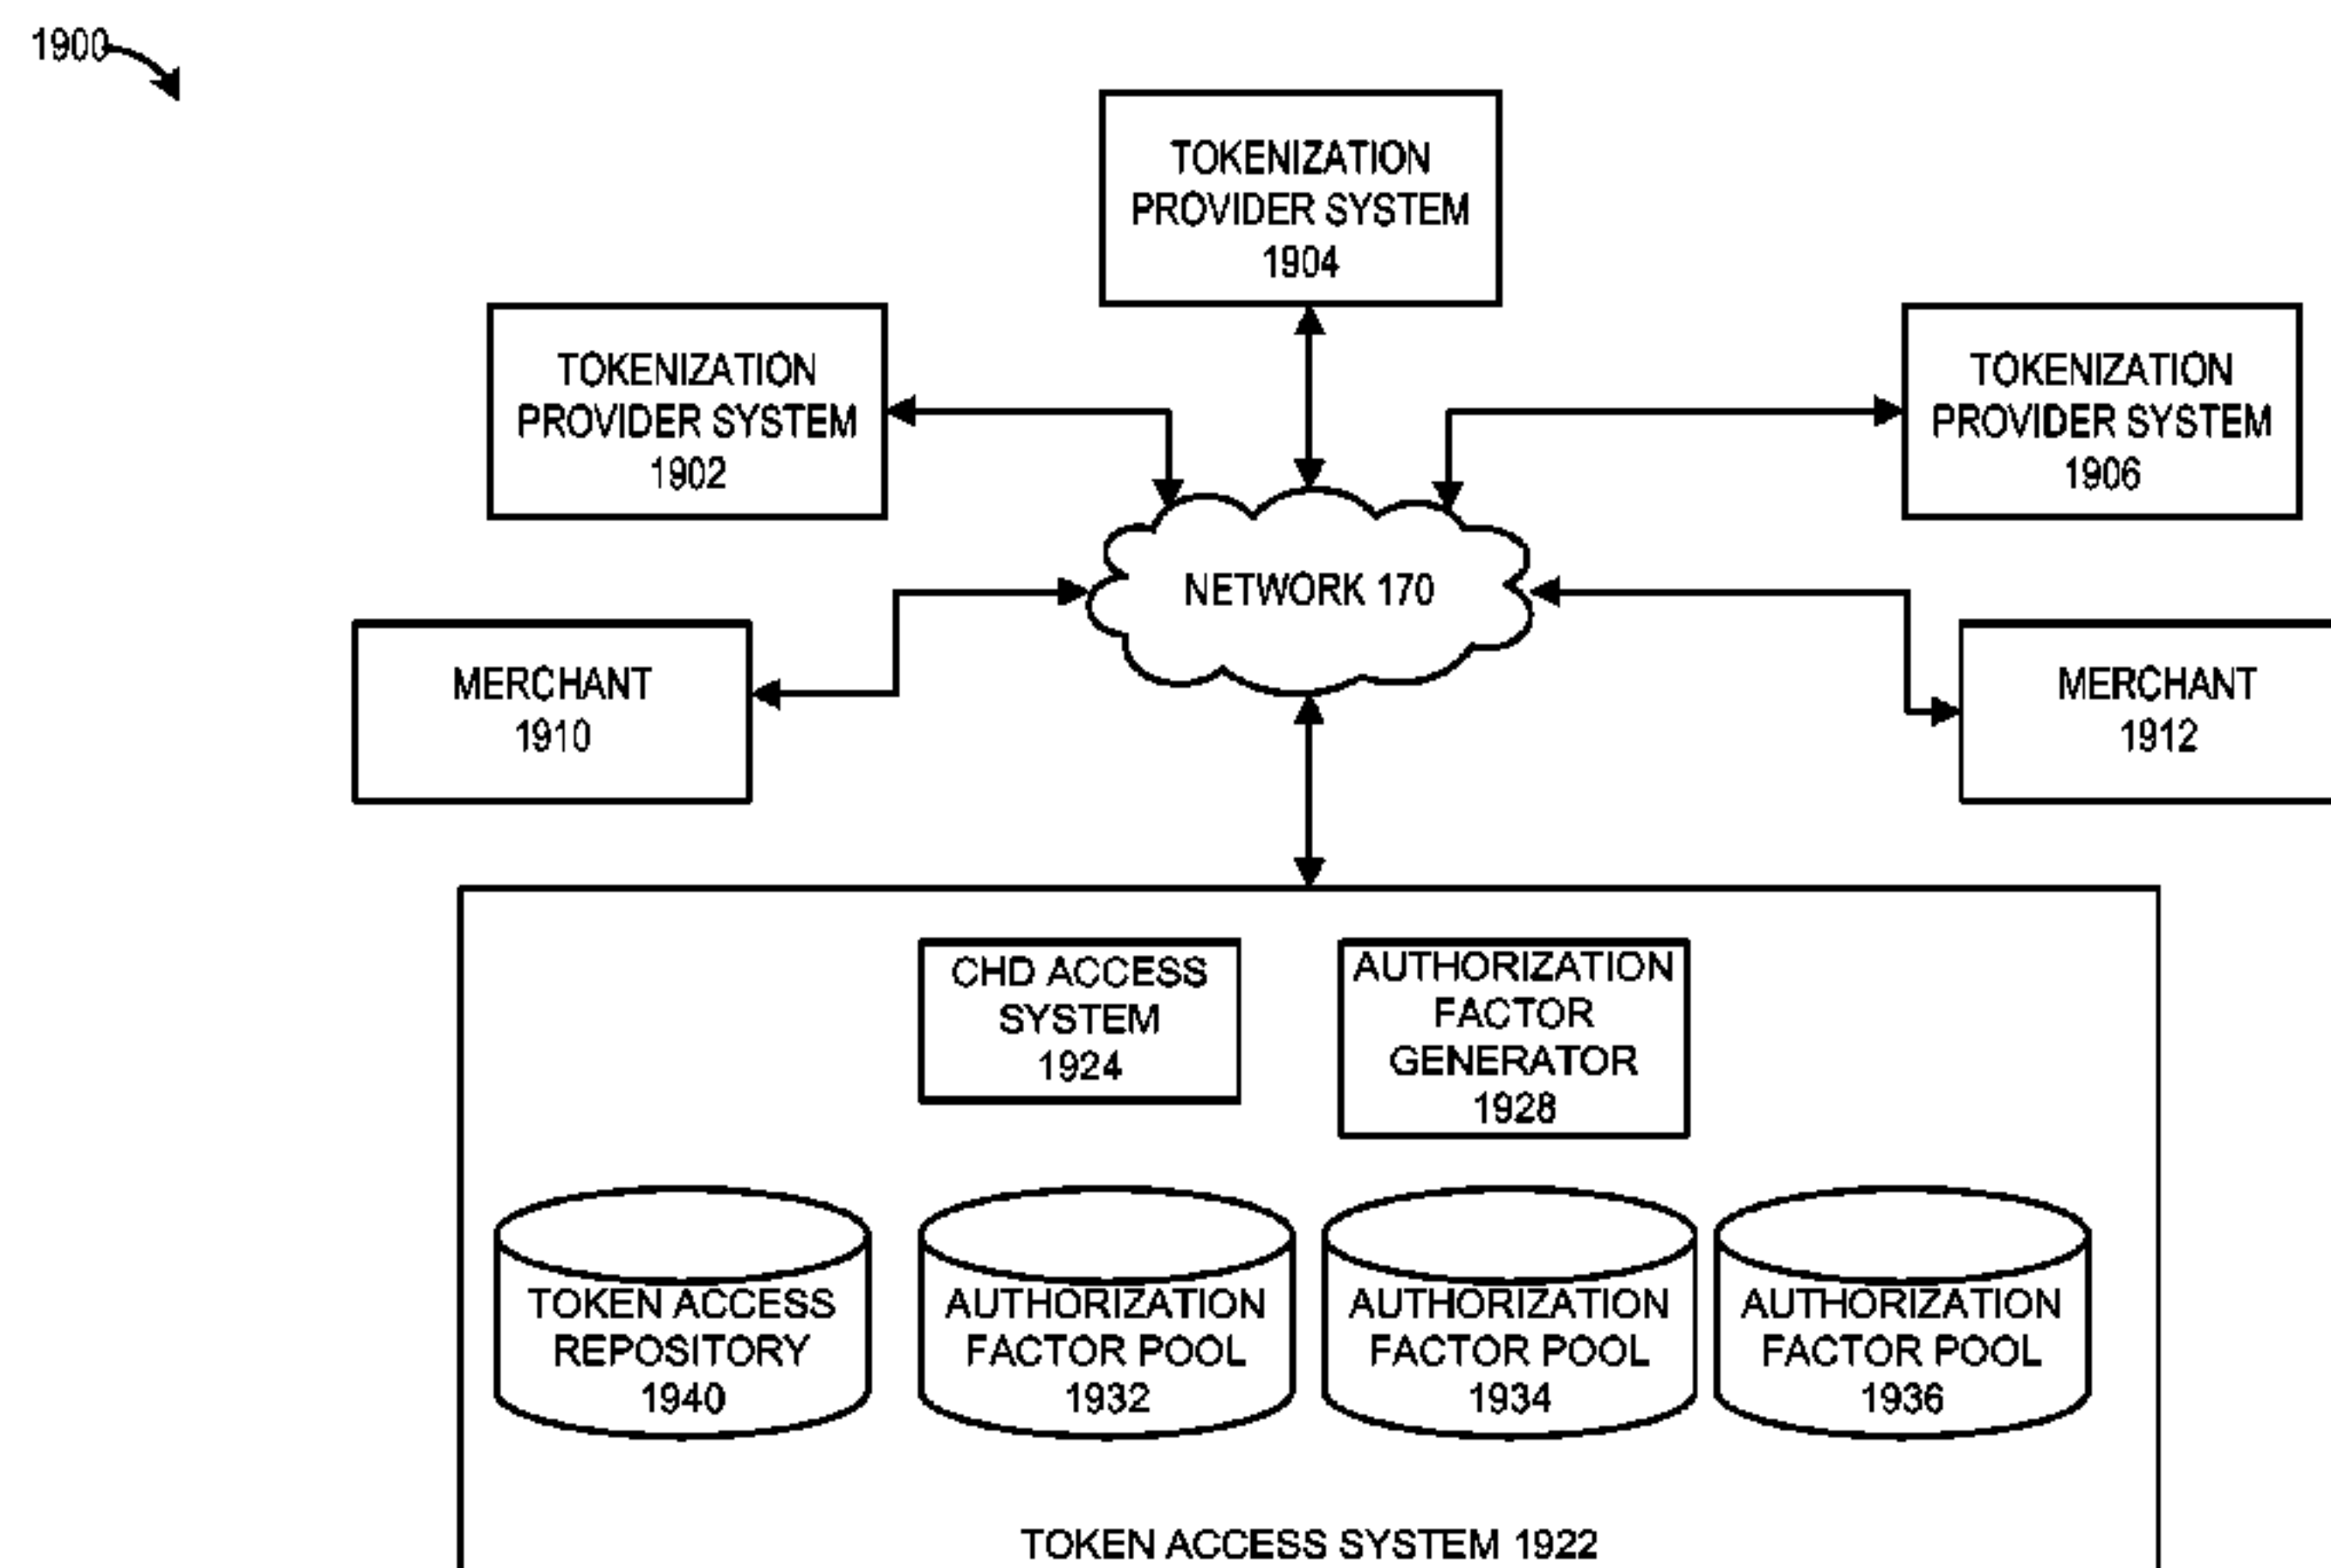 1900
TOKENIZATION
PROVIDER SYSTEM
1904
TOKENIZATION
PROVIDER SYSTEM
1902
TOKENIZATION
PROVIDER SYSTEM
1906
NETWORK 170
MERCHANT
1910
MERCHANT
1912
CHD ACCESS
SYSTEM
1924
AUTHORIZATION
FACTOR
GENERATOR
1928
TOKEN ACCESS
REPOSITORY
1940
AUTHORIZATION
FACTOR POOL
1932
AUTHORIZATION
FACTOR POOL
1934
AUTHORIZATION
FACTOR POOL
1936
TOKEN ACCESS SYSTEM 1922